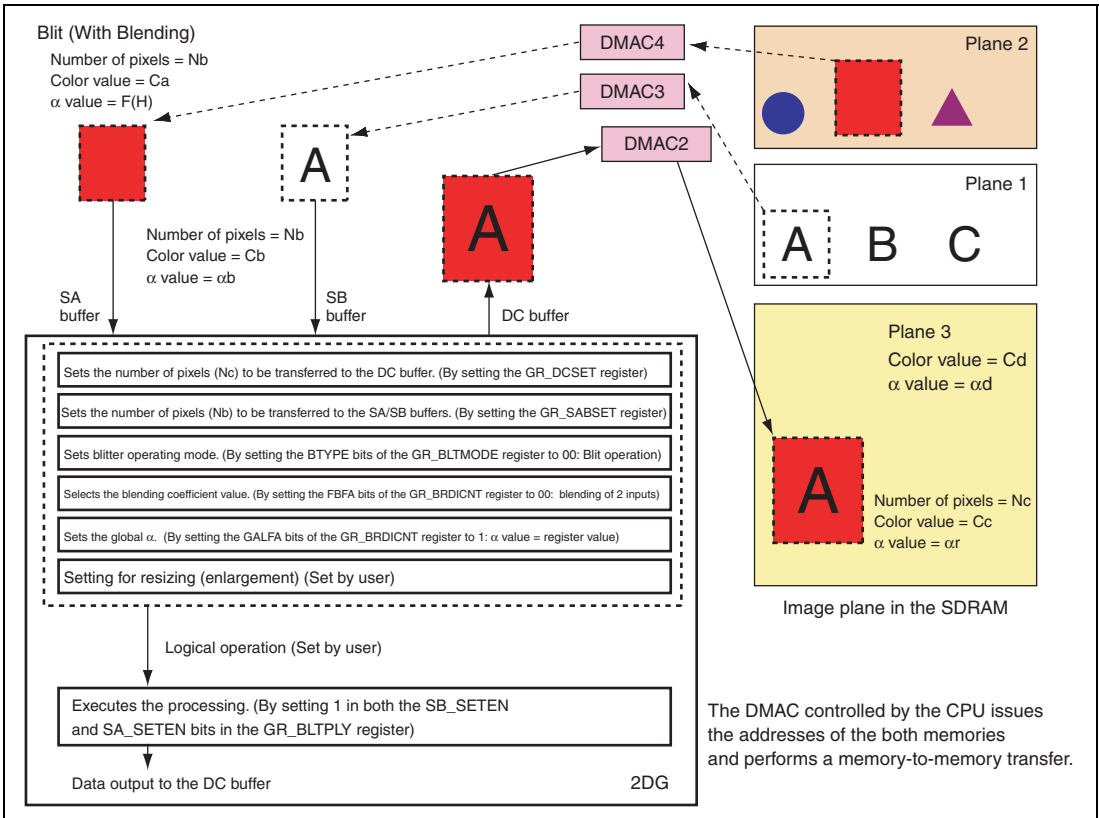 Blit (With Blending)
Number of pixels = Nb
Color value = Ca
α value = F(H)
DMAC4
DMAC3
DMAC2
Plane 2
Plane 1
A
A
A B C
Number of pixels = Nb
Color value = Cb
α value = αb
SA
buffer
SB
buffer
DC buffer
Plane 3
Color value = Cd
α value = αd
A
Number of pixels = Nc
Color value = Cc
α value = αr
Image plane in the SDRAM
Sets the number of pixels (Nc) to be transferred to the DC buffer. (By setting the GR_DCSET register)
Sets the number of pixels (Nb) to be transferred to the SA/SB buffers. (By setting the GR_SABSET register)
Sets blitter operating mode. (By setting the BTYPE bits of the GR_BLTMODE register to 00: Blit operation)
Selects the blending coefficient value. (By setting the FBFA bits of the GR_BRDICNT register to 00: blending of 2 inputs)
Sets the global α. (By setting the GALFA bits of the GR_BRDICNT register to 1: α value = register value)
Setting for resizing (enlargement) (Set by user)
Logical operation (Set by user)
Executes the processing. (By setting 1 in both the SB_SETEN
and SA_SETEN bits in the GR_BLTPLY register)
Data output to the DC buffer
2DG
The DMAC controlled by the CPU issues
the addresses of the both memories
and performs a memory-to-memory transfer.